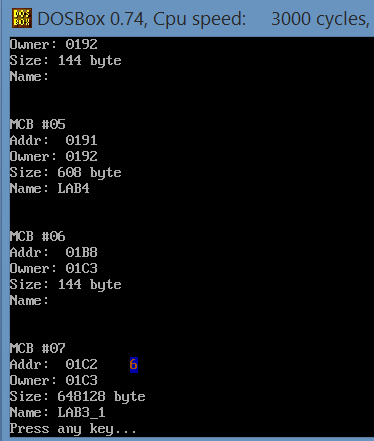 DOS
BOX
DOSBox 0.74, Cpu speed: 3000 cycles,
Owner: 0192
Size: 144 byte
Name:
MCB #05
Addr: 0191
Owner: 0192
Size: 608 byte
Name: LAB4
MCB #06
Addr: 01B8
Owner: 01C3
Size: 144 byte
Name:
MCB #07
Addr: 01C2 6
Owner: 01C3
Size: 648128 byte
Name: LAB3_1
Press any key...